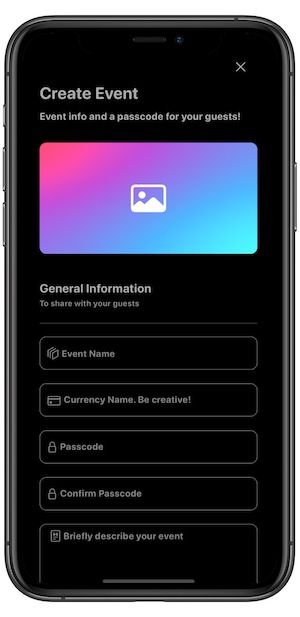 Create Event
Event info and a passcode for your guests!
General Information
To share with your guests
Event Name
Currency Name. Be creative!
Passcode
Confirm Passcode
Briefly describe your event